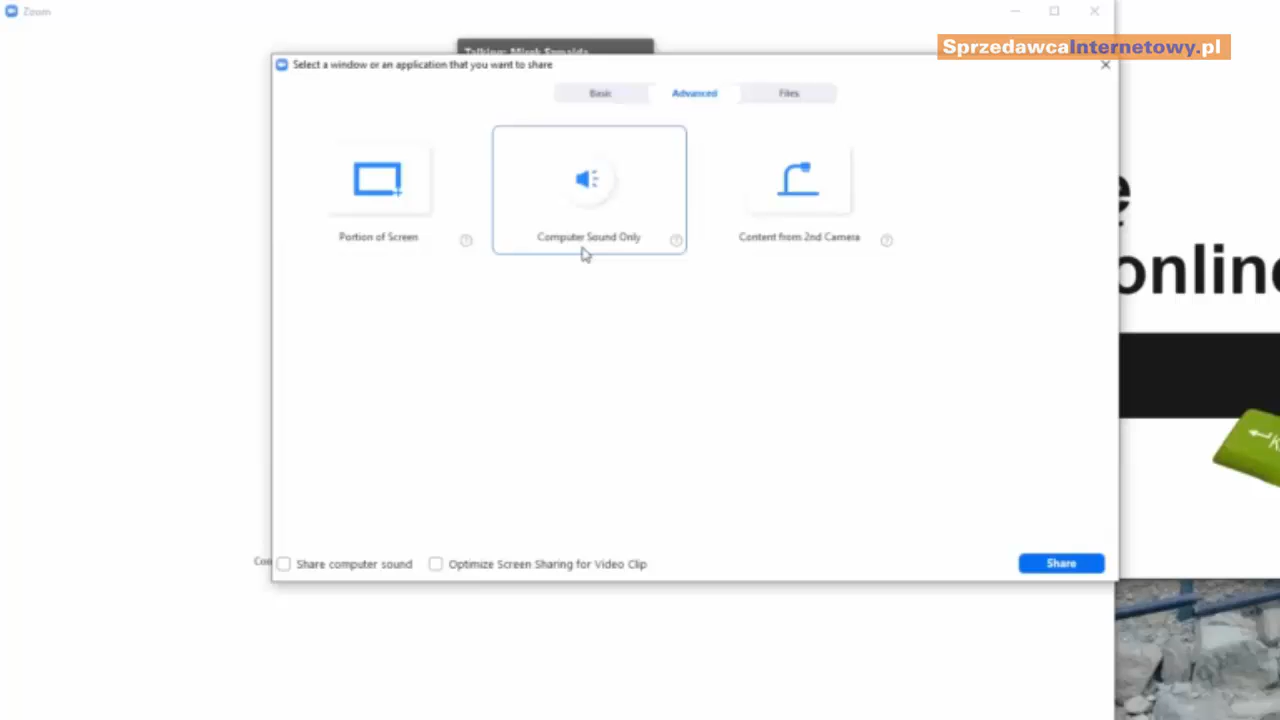 Zoom
SprzedawcaInternetowy.pl
Talking:
Select a window or an application that you want to share
Basic
Advanced
Files
Portion of Screen
Computer Sound Only
Content from 2nd Camera
online
Share computer sound
Optimize Screen Sharing for Video Clip
Share